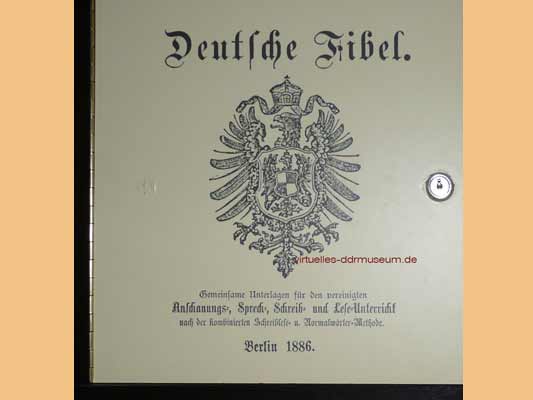 Deutſche Fibel.
virtuelles-ddrmuseum.de
Gemeinſame Unterlagen für den vereinigten
Anſchauungs-, Sprech-, Schreib- und Leſe-Unterricht
nach der kombinierten Schreibleſe- u. Normalwörter-Methode.
Berlin 1886.